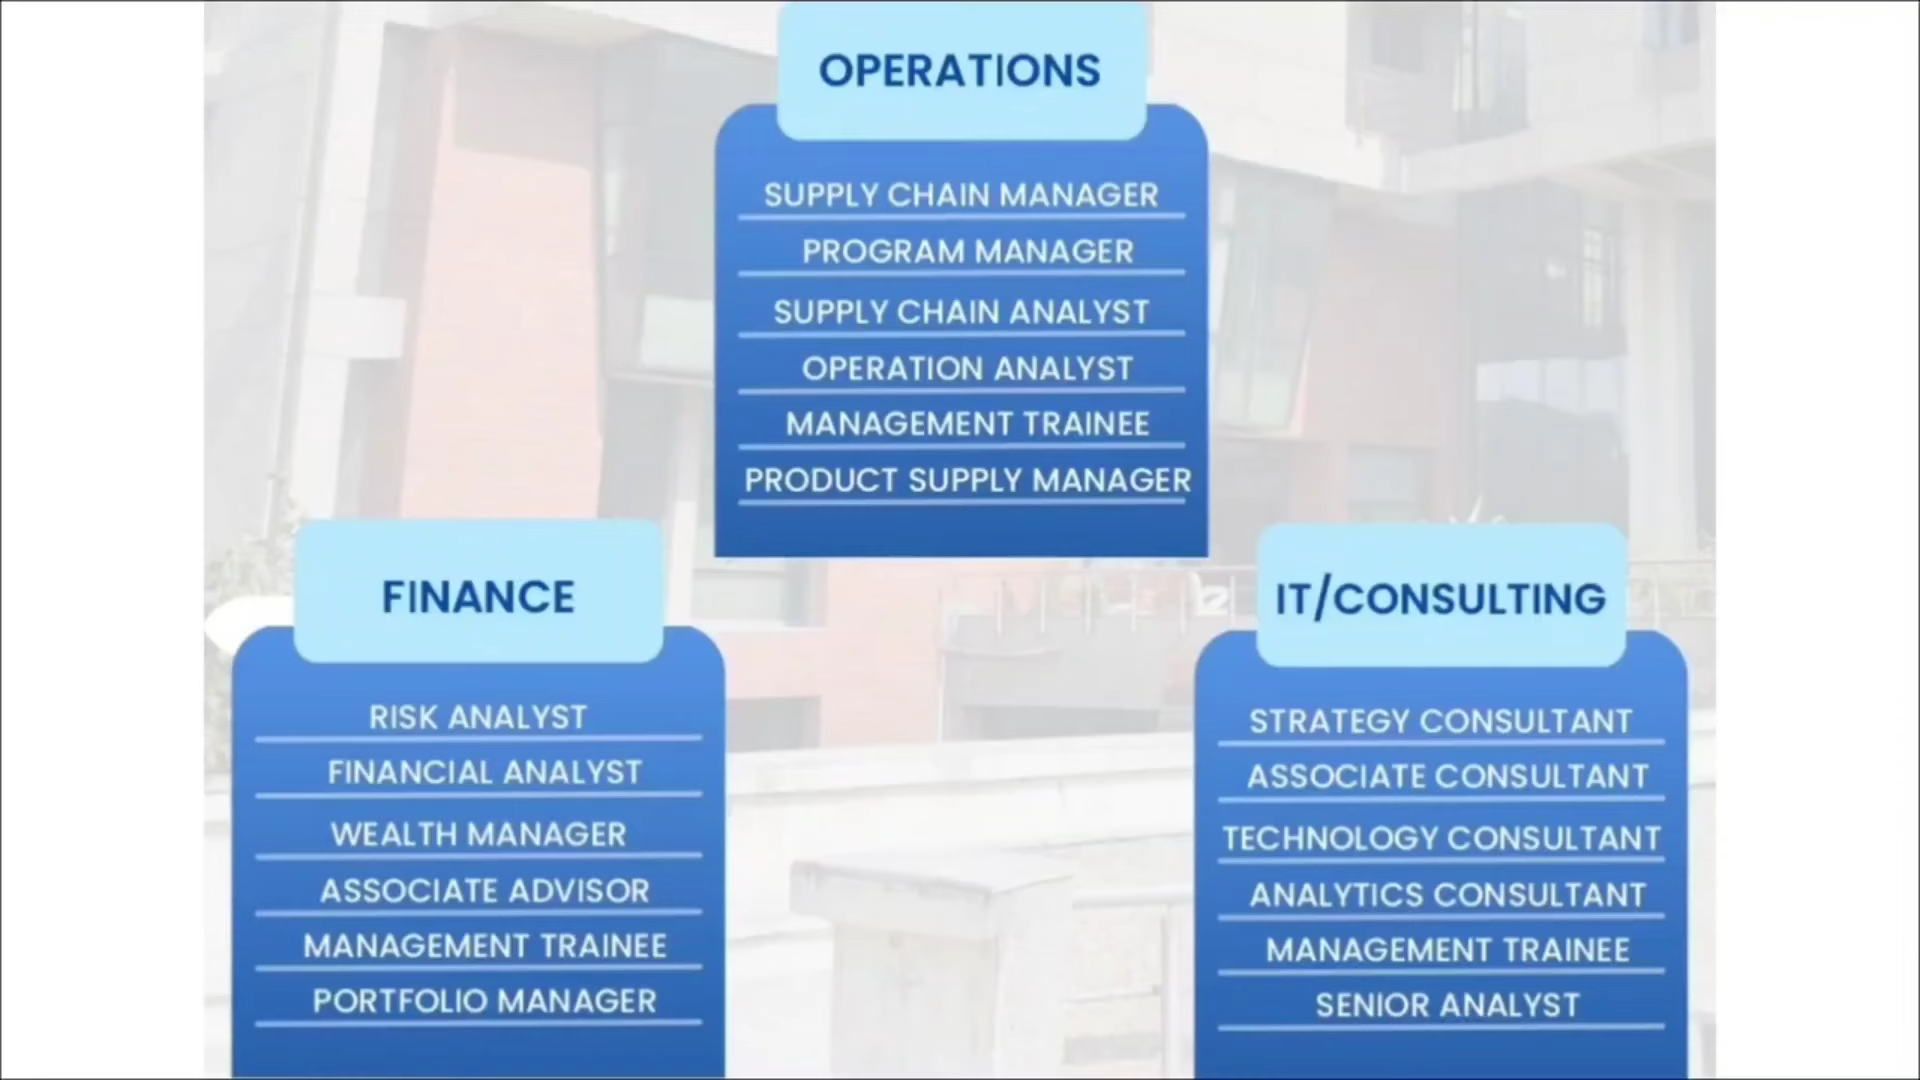 OPERATIONS
SUPPLY CHAIN MANAGER
PROGRAM MANAGER
SUPPLY CHAIN ANALYST
OPERATION ANALYST
MANAGEMENT TRAINEE
PRODUCT SUPPLY MANAGER
FINANCE
RISK ANALYST
FINANCIAL ANALYST
WEALTH MANAGER
ASSOCIATE ADVISOR
MANAGEMENT TRAINEE
PORTFOLIO MANAGER
IT/CONSULTING
STRATEGY CONSULTANT
ASSOCIATE CONSULTANT
TECHNOLOGY CONSULTANT
ANALYTICS CONSULTANT
MANAGEMENT TRAINEE
SENIOR ANALYST